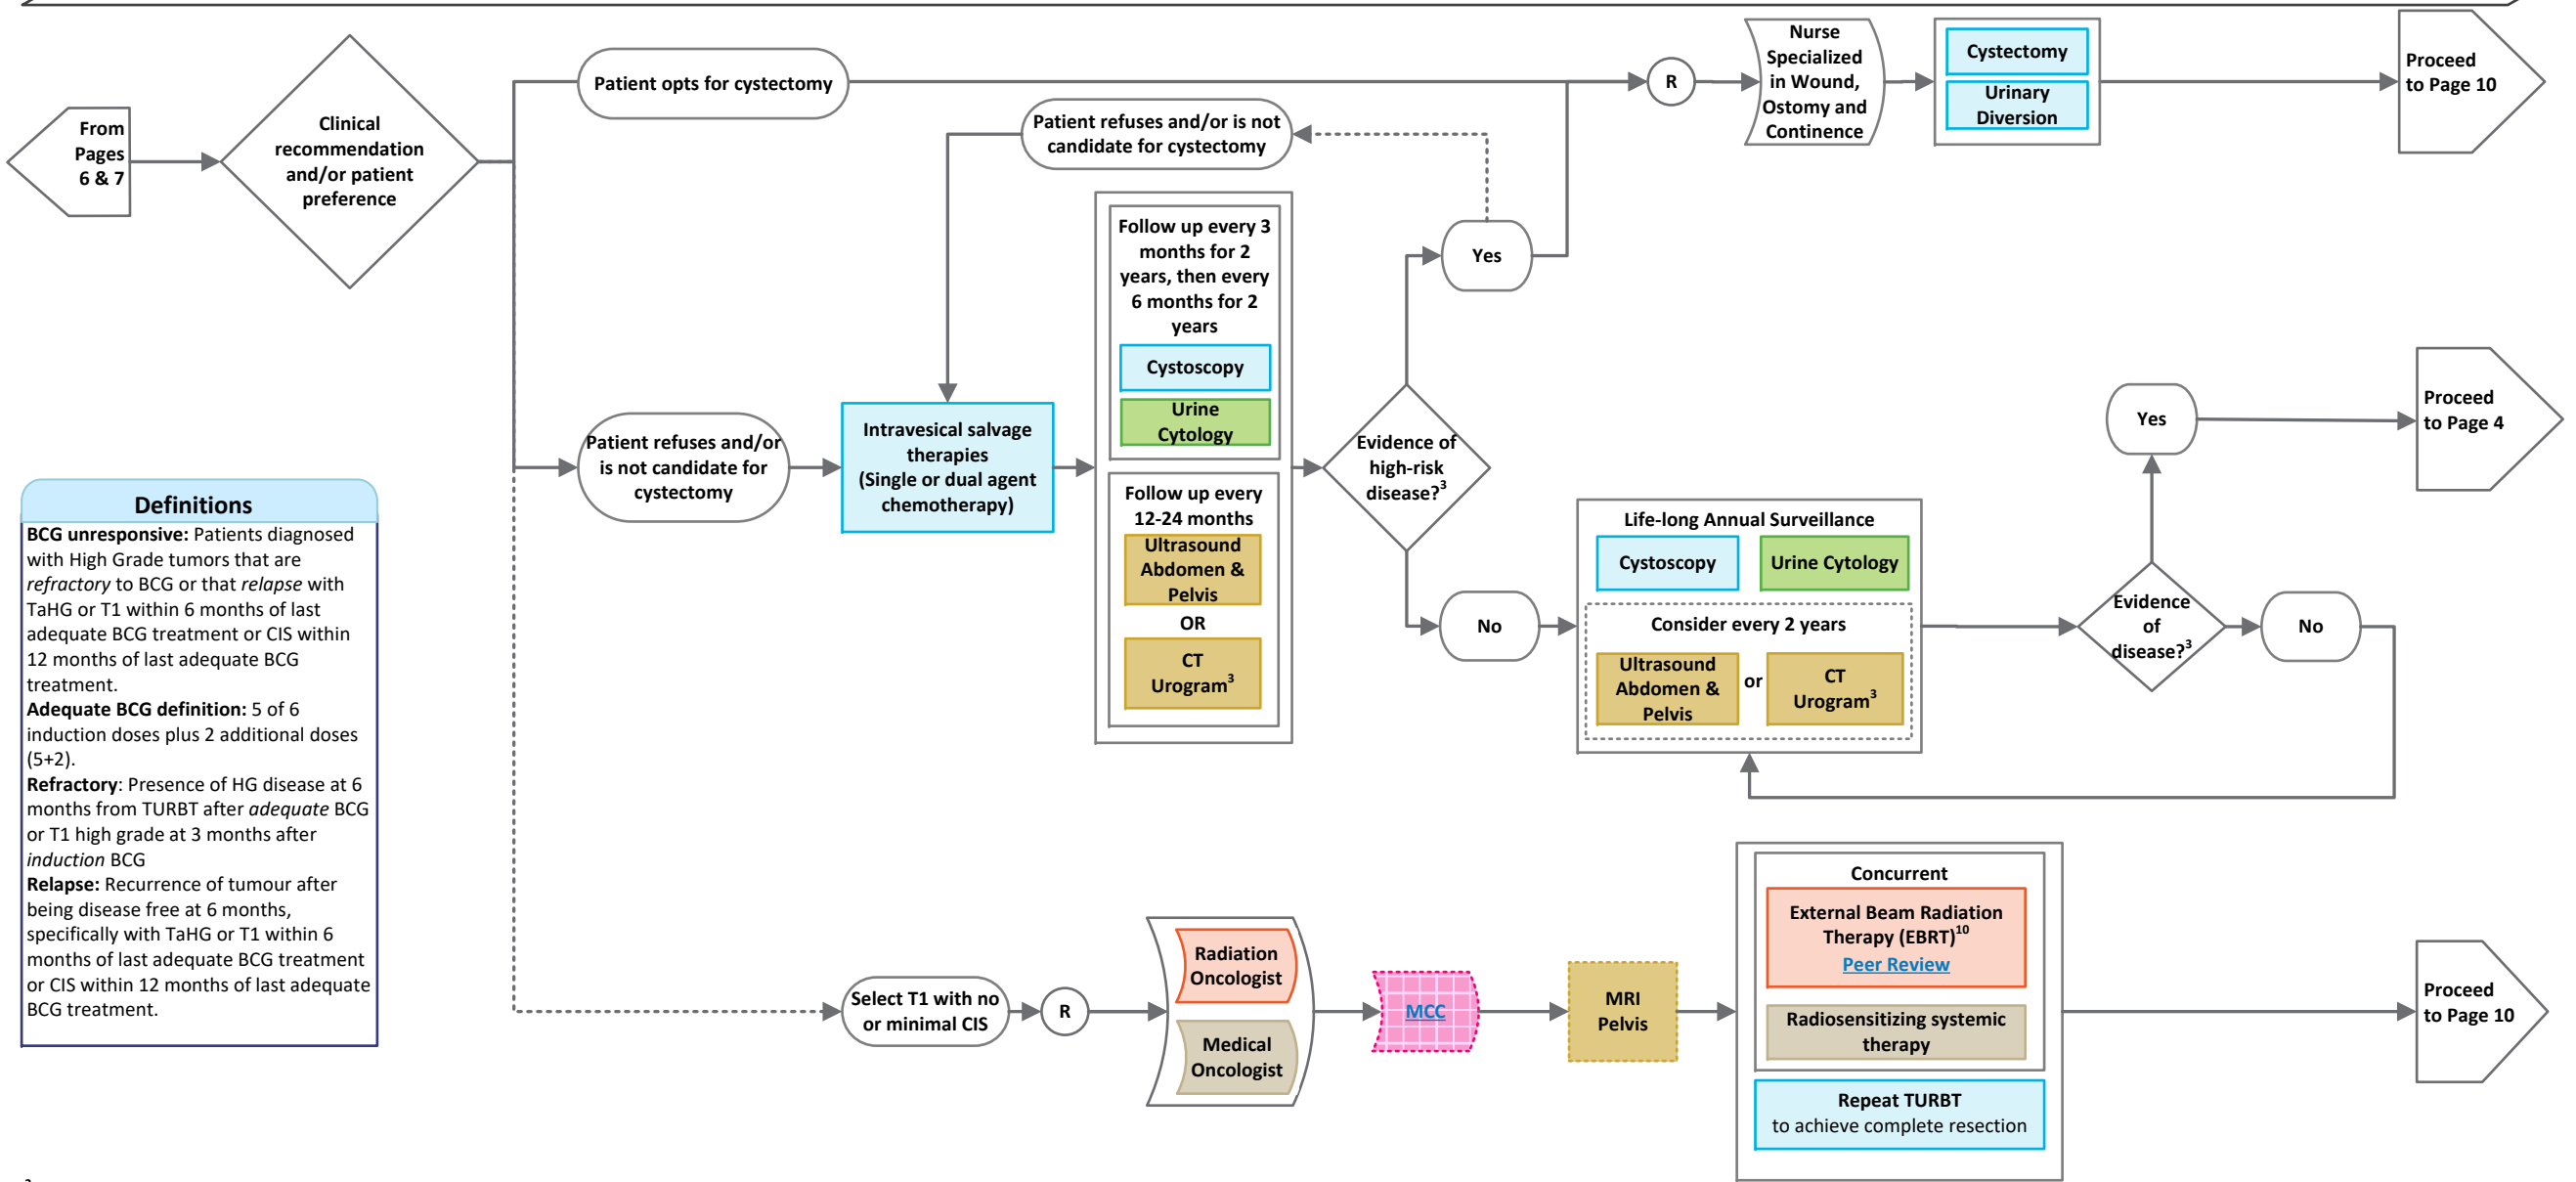 From
Pages
6 & 7
Clinical
recommendation
and/or patient
preference
Patient opts for cystectomy
R
Nurse
Specialized
in Wound,
Ostomy and
Continence
Cystectomy
Urinary
Diversion
Proceed
to Page 10
Patient refuses and/or is not
candidate for cystectomy
Yes
Patient refuses and/or
is not candidate for
cystectomy
Intravesical salvage
therapies
(Single or dual agent
chemotherapy)
Follow up every 3
months for 2
years, then every
6 months for 2
years
Cystoscopy
Urine
Cytology
Follow up every
12-24 months
Ultrasound
Abdomen &
Pelvis
OR
CT
Urogram³
Evidence of
high-risk
disease?³
No
Life-long Annual Surveillance
Cystoscopy
Urine Cytology
Consider every 2 years
Ultrasound
Abdomen &
Pelvis
or
CT
Urogram³
Evidence
of
disease?³
Yes
No
Proceed
to Page 4
Definitions
BCG unresponsive: Patients diagnosed
with High Grade tumors that are
refractory to BCG or that relapse with
TaHG or T1 within 6 months of last
adequate BCG treatment or CIS within
12 months of last adequate BCG
treatment.
Adequate BCG definition: 5 of 6
induction doses plus 2 additional doses
(5+2).
Refractory: Presence of HG disease at 6
months from TURBT after adequate BCG
or T1 high grade at 3 months after
induction BCG
Relapse: Recurrence of tumour after
being disease free at 6 months,
specifically with TaHG or T1 within 6
months of last adequate BCG treatment
or CIS within 12 months of last adequate
BCG treatment.
Select T1 with no
or minimal CIS
R
Radiation
Oncologist
Medical
Oncologist
MCC
MRI
Pelvis
Concurrent
External Beam Radiation
Therapy (EBRT)¹⁰
Peer Review
Radiosensitizing systemic
therapy
Repeat TURBT
to achieve complete resection
Proceed
to Page 10